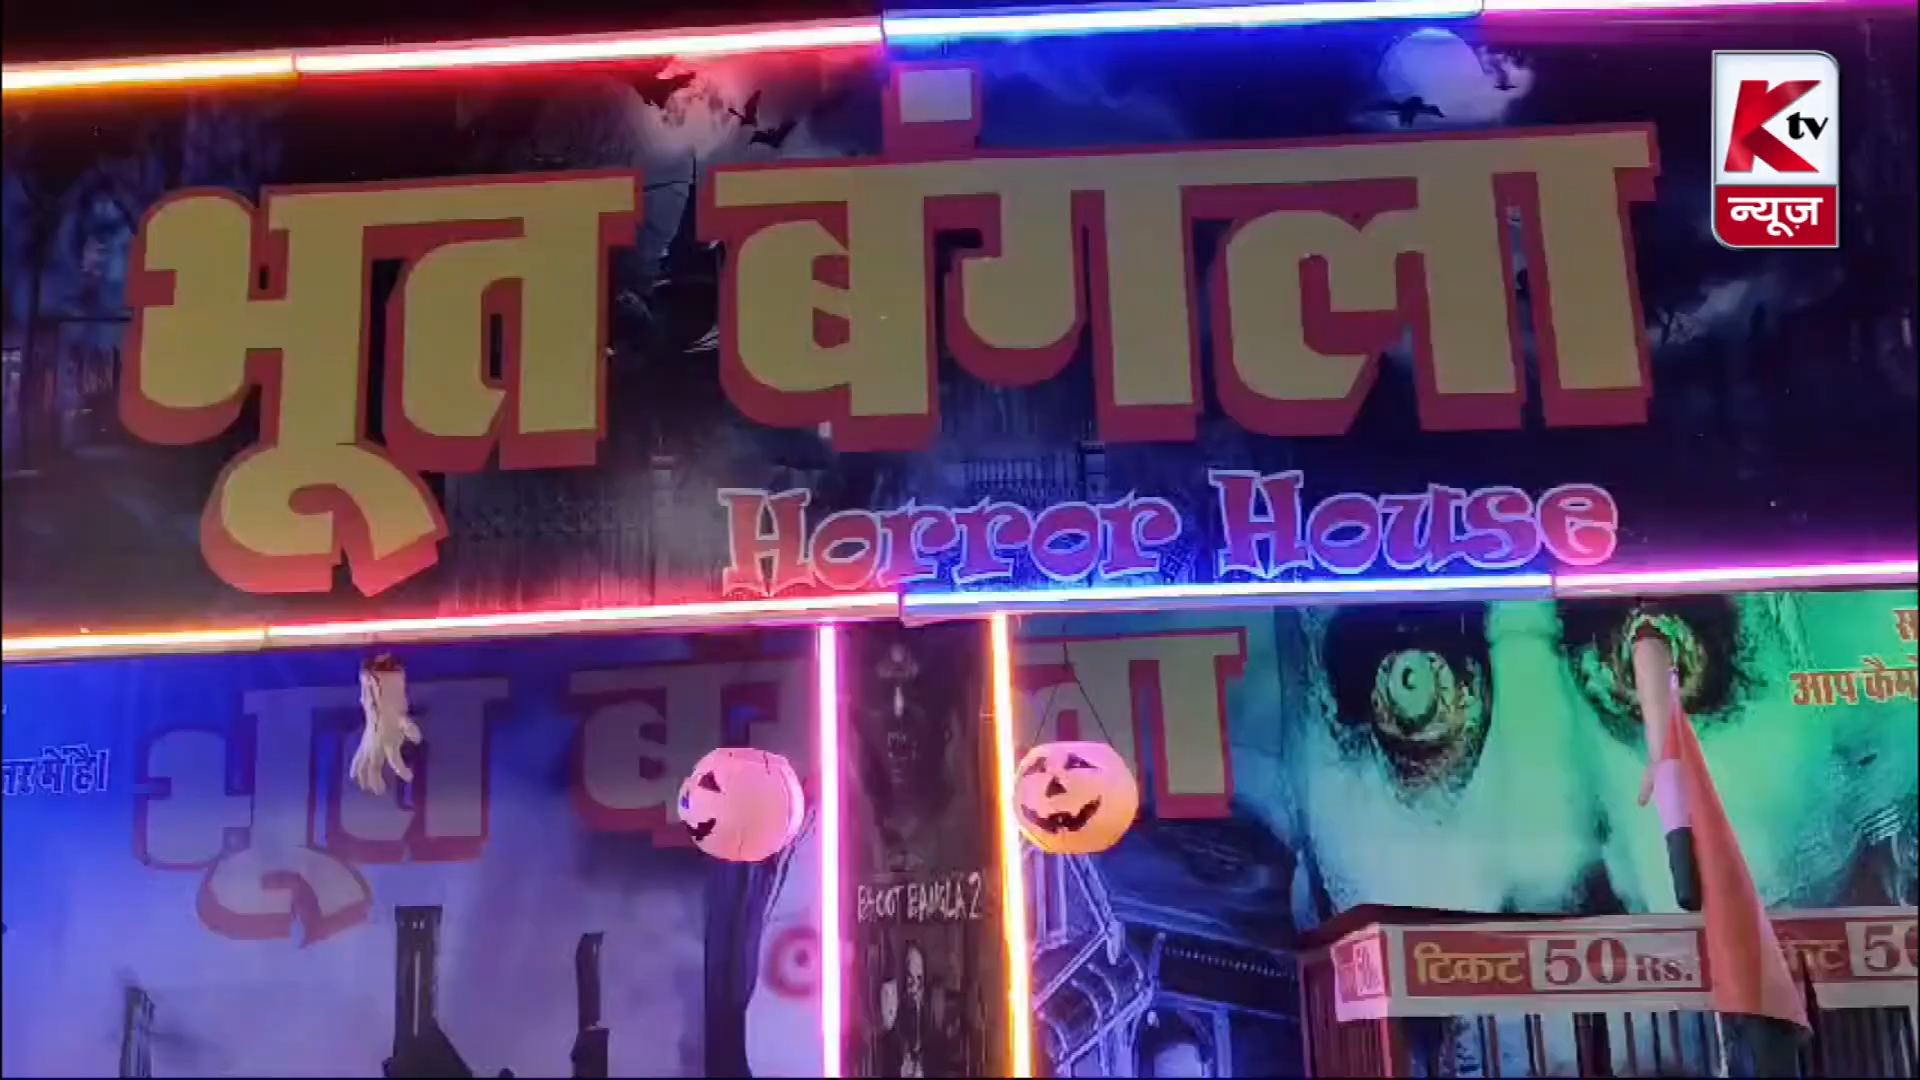 K tv
न्यूज़
भूत बंगला
Horror House
भूत
आप
में है।
BHOOT BANGLA 2
टिकट 50 Rs.